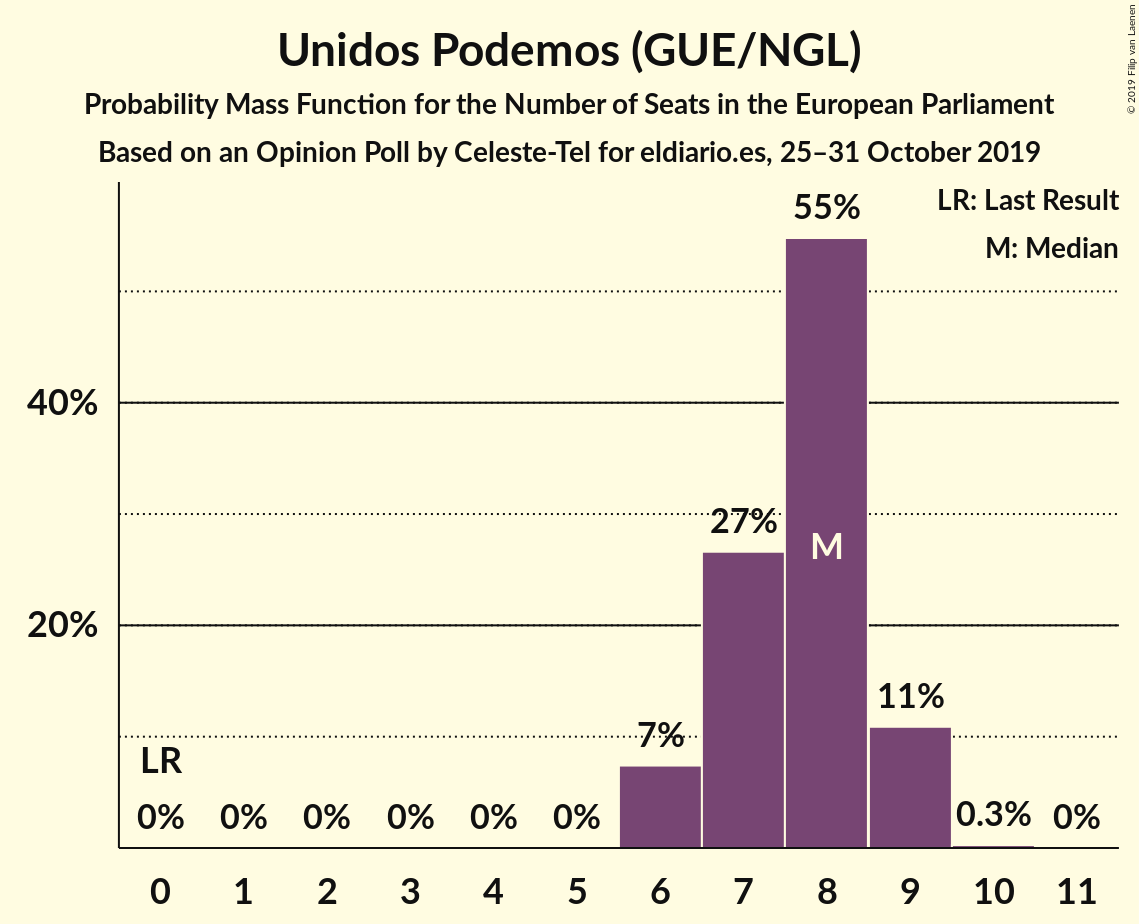 Unidos Podemos (GUE/NGL)
Probability Mass Function for the Number of Seats in the European Parliament
Based on an Opinion Poll by Celeste-Tel for eldiario.es, 25–31 October 2019
© 2019 Filip van Laenen
LR: Last Result
M: Median
55%
40%
27%
M
20%
11%
7%
LR
0% 0% 0% 0% 0% 0% 0.3% 0%
0 1 2 3 4 5 6 7 8 9 10 11